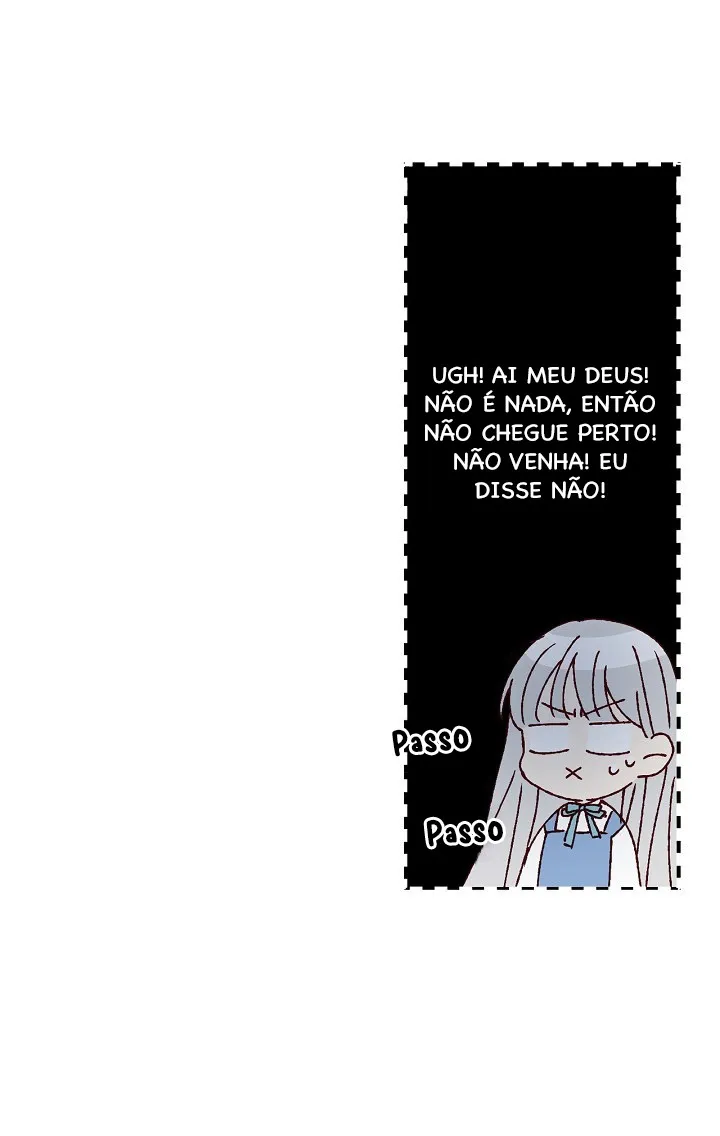 UGH! AI MEU DEUS!
NÃO É NADA, ENTÃO
NÃO CHEGUE PERTO!
NÃO VENHA! EU
DISSE NÃO!
Passo
Passo